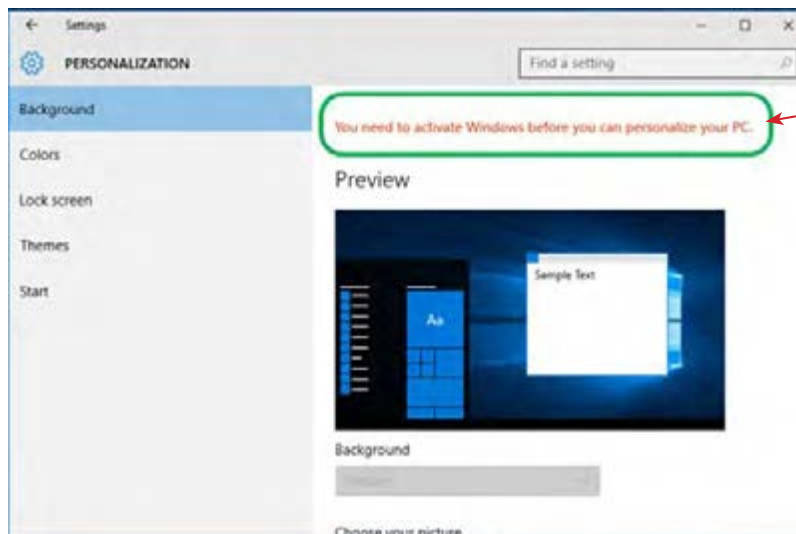 Settings
PERSONALIZATION
Find a setting
Background
Colors
Lock screen
Themes
Start
You need to activate Windows before you can personalize your PC.
Preview
Sample Text
Aa
Background
Choose your picture